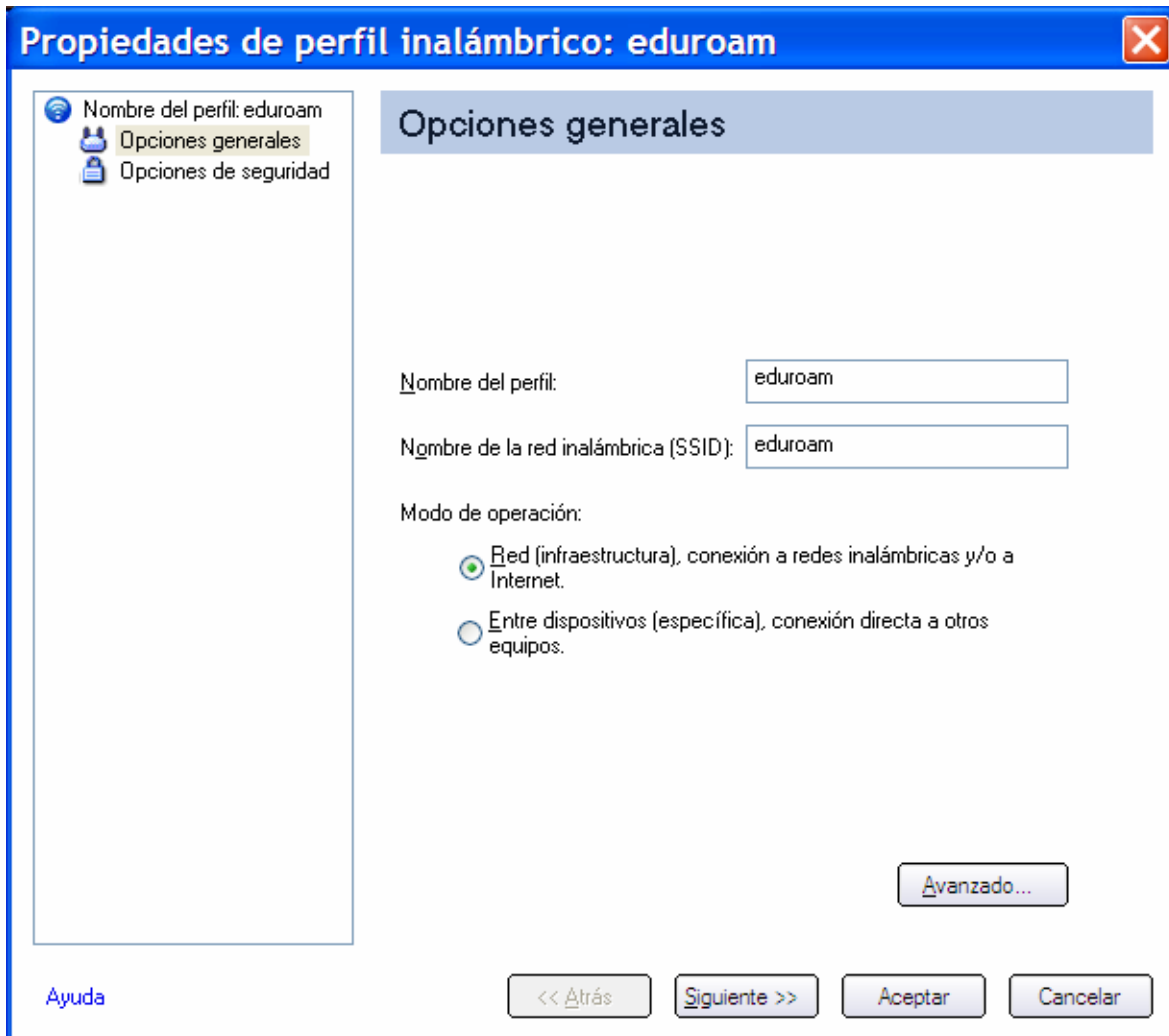 Propiedades de perfil inalámbrico: eduroam
Nombre del perfil: eduroam
Opciones generales
Opciones de seguridad
Opciones generales
Nombre del perfil:
eduroam
Nombre de la red inalámbrica (SSID):
eduroam
Modo de operación:
Red (infraestructura), conexión a redes inalámbricas y/o a
Internet.
Entre dispositivos (específica), conexión directa a otros
equipos.
Avanzado...
Ayuda
<< Atrás
Siguiente >>
Aceptar
Cancelar